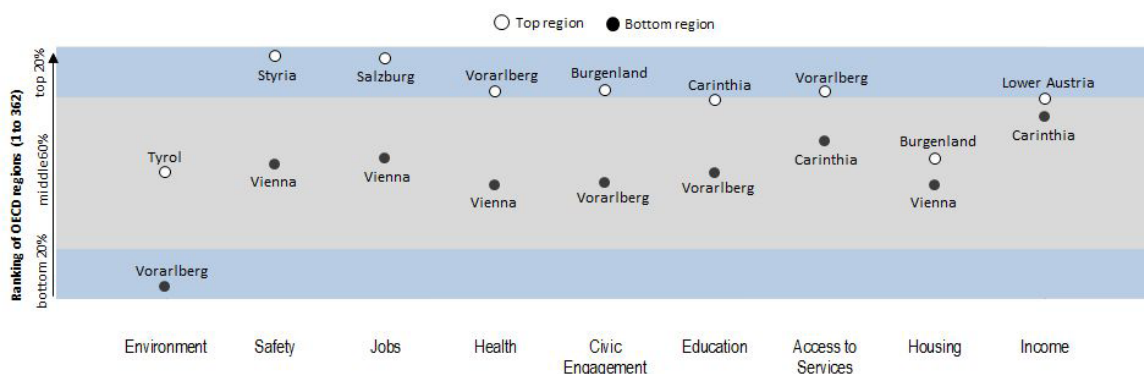 Top region
Bottom region
Ranking of OECD regions (1 to 362)
top 20%
middle60%
bottom 20%
Styria
Salzburg
Vorarlberg
Burgenland
Carinthia
Vorarlberg
Lower Austria
Tyrol
Vienna
Vienna
Vienna
Vorarlberg
Vorarlberg
Carinthia
Burgenland
Vienna
Carinthia
Vorarlberg
Environment
Safety
Jobs
Health
Civic
Engagement
Education
Access to
Services
Housing
Income